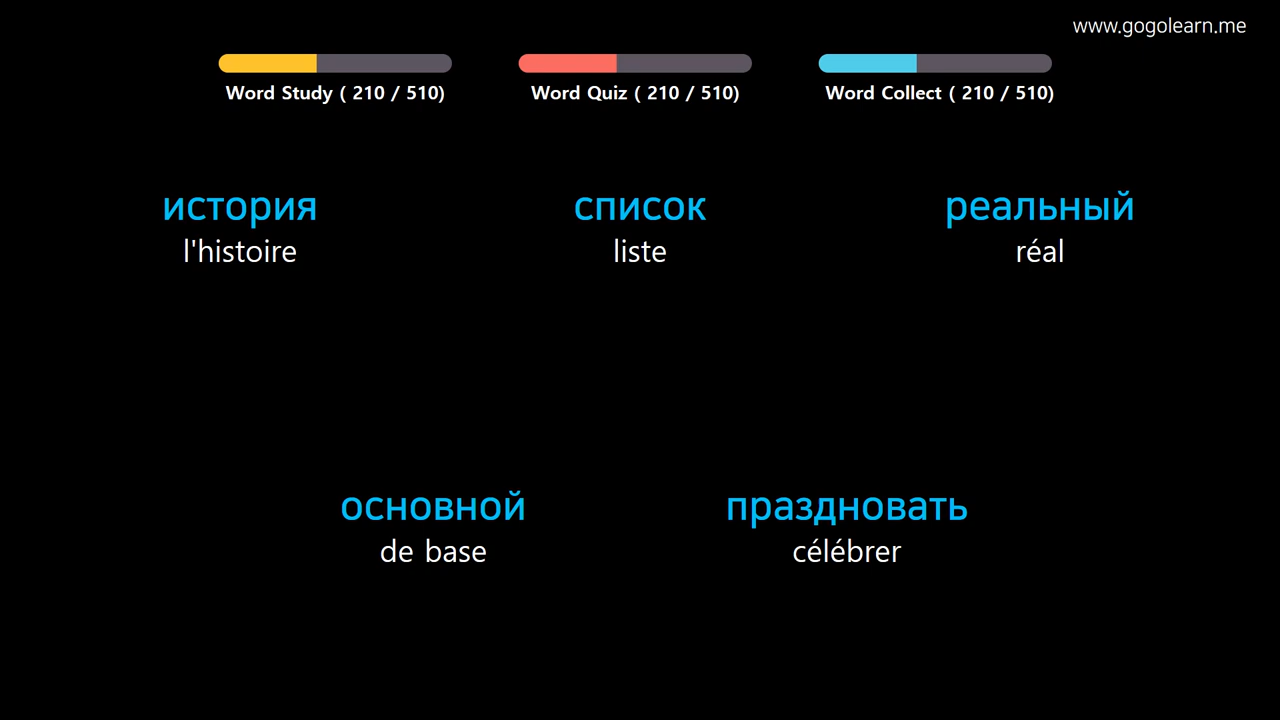 www.gogolearn.me
Word Study ( 210 / 510)
Word Quiz ( 210 / 510)
Word Collect ( 210 / 510)
история
l'histoire
список
liste
реальный
réal
основной
de base
праздновать
célébrer